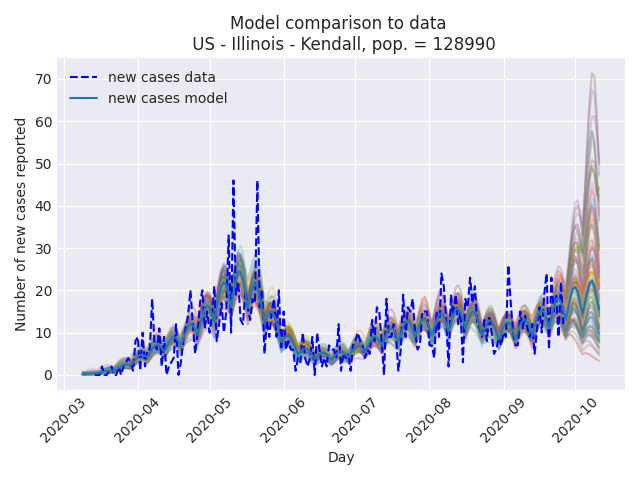 Model comparison to data
US - Illinois - Kendall, pop. = 128990
new cases data
new cases model
Number of new cases reported
70
60
50
40
30
20
10
0
2020-03
2020-04
2020-05
2020-06
2020-07
2020-08
2020-09
2020-10
Day